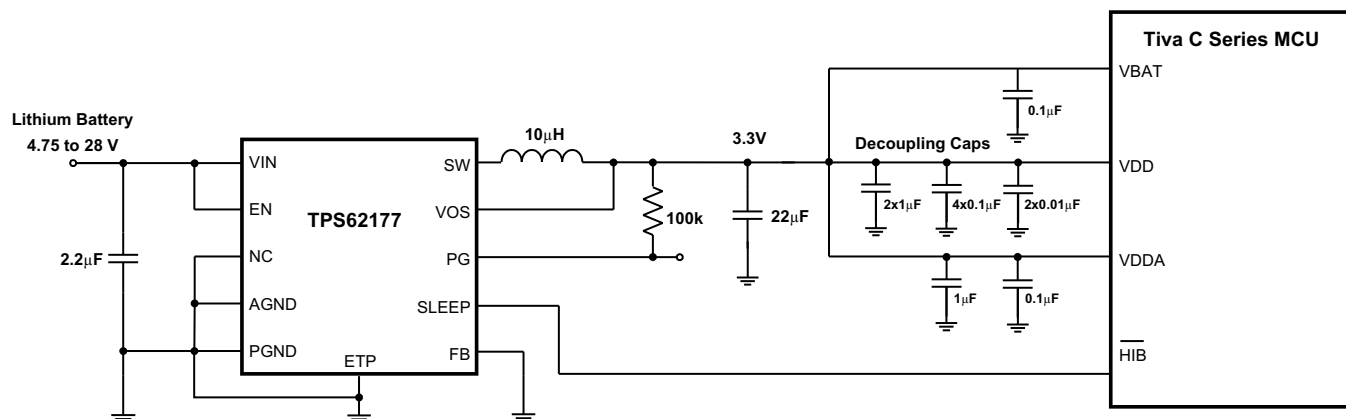 Tiva C Series MCU
VBAT
0.1µF
Lithium Battery
4.75 to 28 V
10µH
3.3V
Decoupling Caps
VIN
SW
VDD
EN
TPS62177
VOS
100k
22µF
2x1µF
4x0.1µF
2x0.01µF
2.2µF
NC
PG
VDDA
AGND
SLEEP
1µF
0.1µF
PGND
ETP
FB
HIB